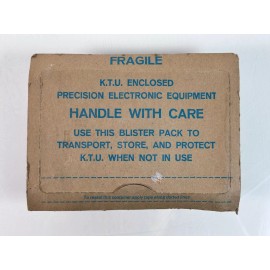 FRAGILE
K.T.U. ENCLOSED
PRECISION ELECTRONIC EQUIPMENT
HANDLE WITH CARE
USE THIS BLISTER PACK TO
TRANSPORT, STORE, AND PROTECT
K.T.U. WHEN NOT IN USE